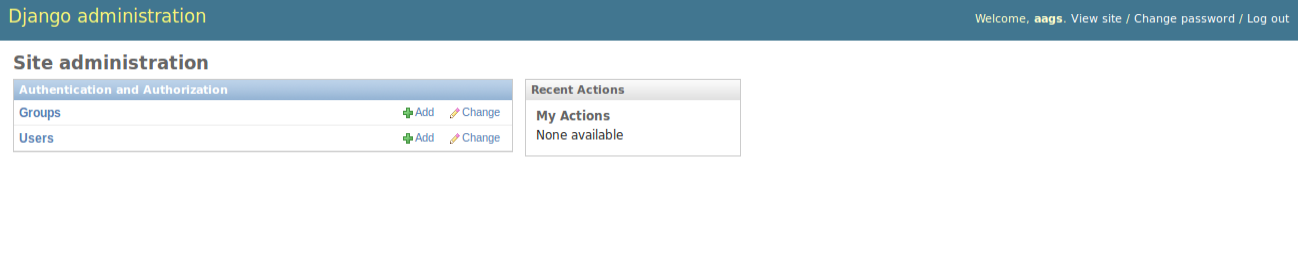 Django administration
Welcome, aags. View site / Change password / Log out
Site administration
Authentication and Authorization
Groups Add Change
Users Add Change
Recent Actions
My Actions
None available